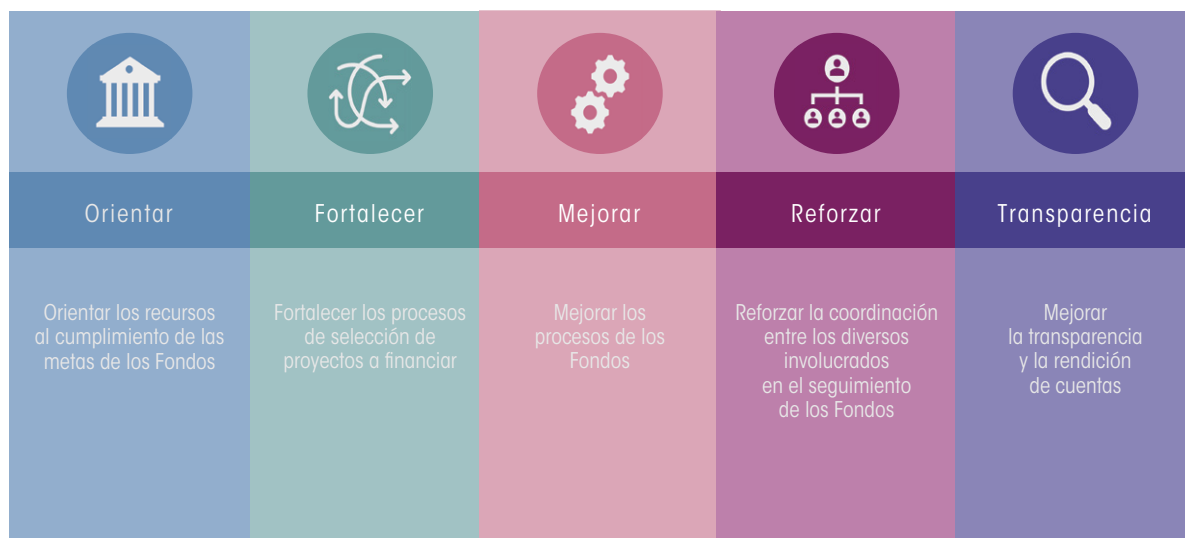 Orientar
Fortalecer
Mejorar
Reforzar
Transparencia
Orientar los recursos
al cumplimiento de las
metas de los Fondos
Fortalecer los procesos
de selección de
proyectos a financiar
Mejorar los
procesos de los
Fondos
Reforzar la coordinación
entre los diversos
involucrados
en el seguimiento
de los Fondos
Mejorar
la transparencia
y la rendición
de cuentas